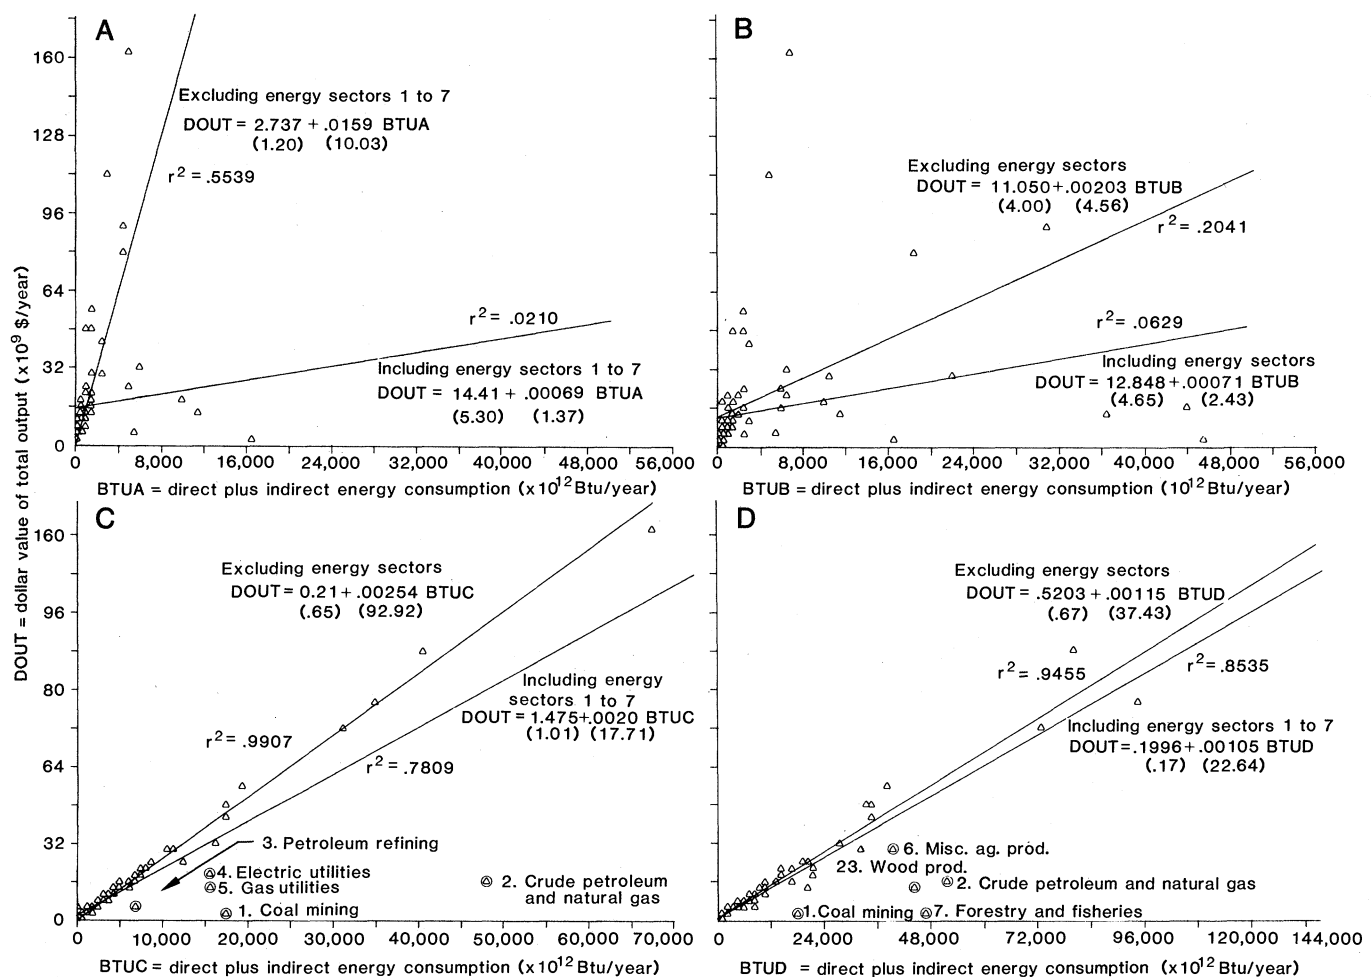 DOUT = dollar value of total output (x10⁹ $/year)
A
160
128
96
64
32
0
Excluding energy sectors 1 to 7
DOUT = 2.737 + .0159 BTUA
(1.20) (10.03)
r² = .5539
r² = .0210
Including energy sectors 1 to 7
DOUT = 14.41 + .00069 BTUA
(5.30) (1.37)
0 8,000 16,000 24,000 32,000 40,000 48,000 56,000
BTUA = direct plus indirect energy consumption (x10¹² Btu/year)
B
Excluding energy sectors
DOUT = 11.050+.00203 BTUB
(4.00) (4.56)
r² = .2041
r² = .0629
Including energy sectors
DOUT = 12.848+.00071 BTUB
(4.65) (2.43)
0 8,000 16,000 24,000 32,000 40,000 48,000 56,000
BTUB = direct plus indirect energy consumption (10¹² Btu/year)
C
160
96
80
64
32
0
Excluding energy sectors
DOUT = 0.21+.00254 BTUC
(.65) (92.92)
Including energy
sectors 1 to 7
DOUT = 1.475+.0020 BTUC
(1.01) (17.71)
r² = .9907
r² = .7809
3. Petroleum refining
4. Electric utilities
5. Gas utilities
1. Coal mining
2. Crude petroleum
and natural gas
0 10,000 20,000 30,000 40,000 50,000 60,000 70,000
BTUC = direct plus indirect energy consumption (x10¹² Btu/year)
D
Excluding energy sectors
DOUT = .5203+.00115 BTUD
(.67) (37.43)
r² = .9455
r² = .8535
Including energy sectors 1 to 7
DOUT=.1996+.00105 BTUD
(.17) (22.64)
6. Misc. ag. prod.
23. Wood prod.
2. Crude petroleum and natural gas
1. Coal mining
7. Forestry and fisheries
0 24,000 48,000 72,000 96,000 120,000 144,000
BTUD = direct plus indirect energy consumption (x10¹² Btu/year)